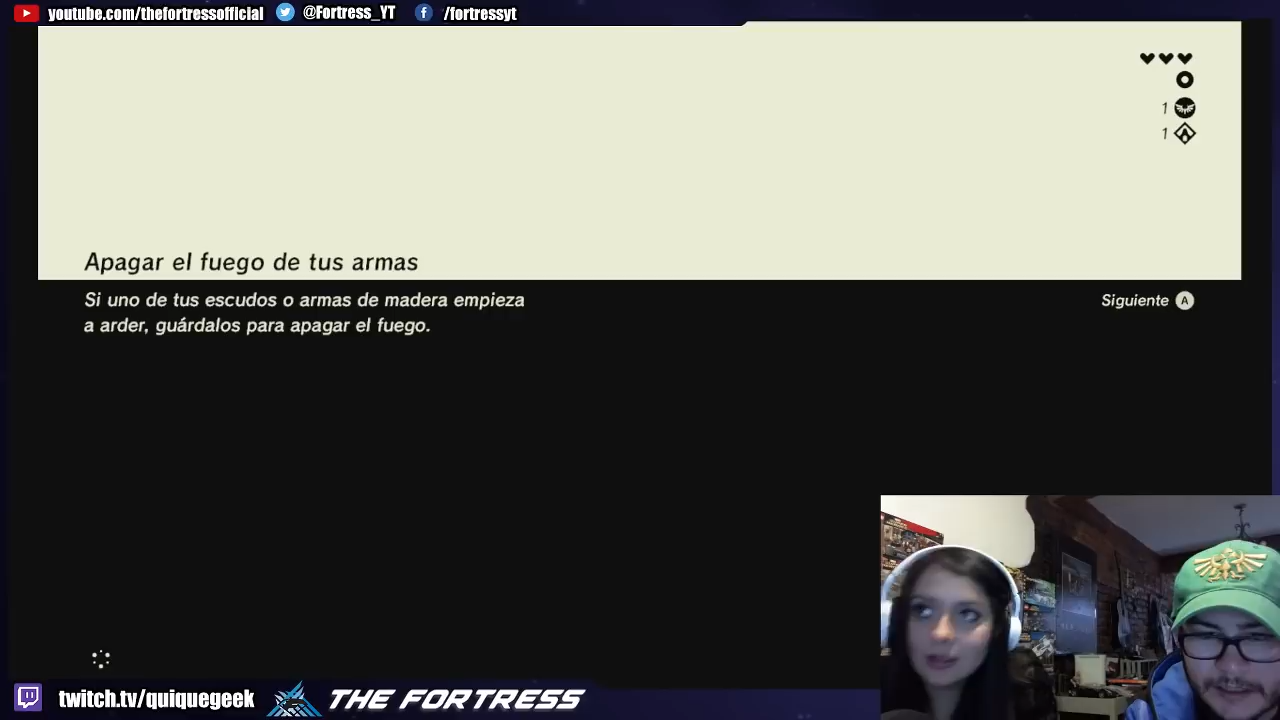 youtube.com/thefortressofficial @Fortress_YT /fortressyt
1
1
Apagar el fuego de tus armas
Si uno de tus escudos o armas de madera empieza
a arder, guárdalos para apagar el fuego.
Siguiente A
twitch.tv/quiquegeek THE FORTRESS